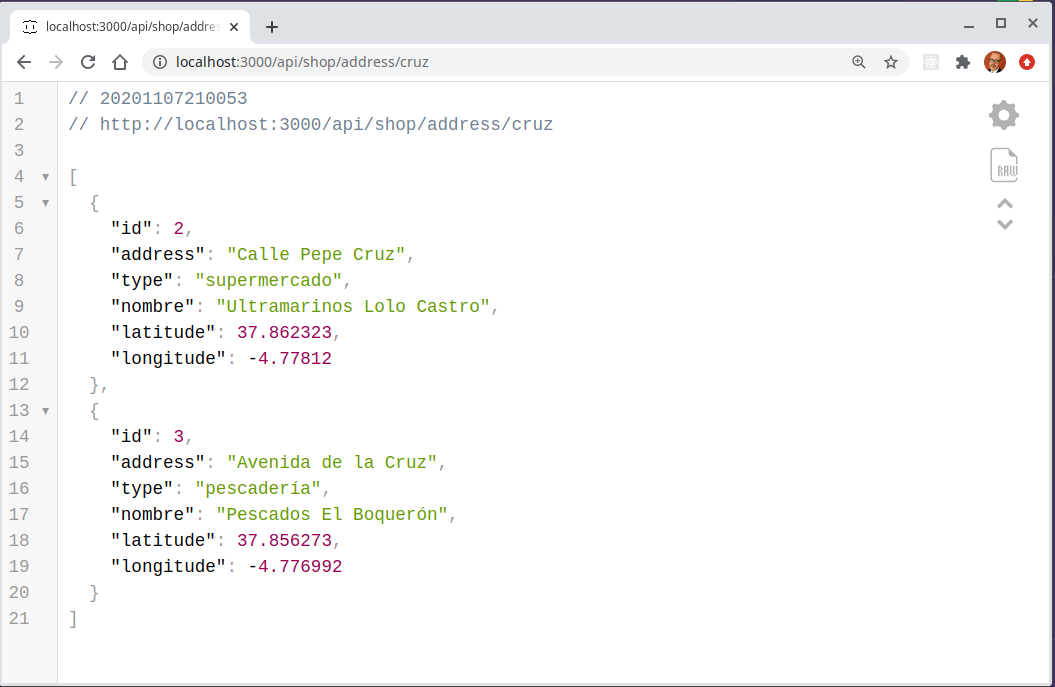 localhost:3000/api/shop/addres
localhost:3000/api/shop/address/cruz
1 // 20201107210053
2 // http://localhost:3000/api/shop/address/cruz
3
4 [
5 {
6 "id": 2,
7 "address": "Calle Pepe Cruz",
8 "type": "supermercado",
9 "nombre": "Ultramarinos Lolo Castro",
10 "latitude": 37.862323,
11 "longitude": -4.77812
12 },
13 {
14 "id": 3,
15 "address": "Avenida de la Cruz",
16 "type": "pescadería",
17 "nombre": "Pescados El Boquerón",
18 "latitude": 37.856273,
19 "longitude": -4.776992
20 }
21 ]
RAW